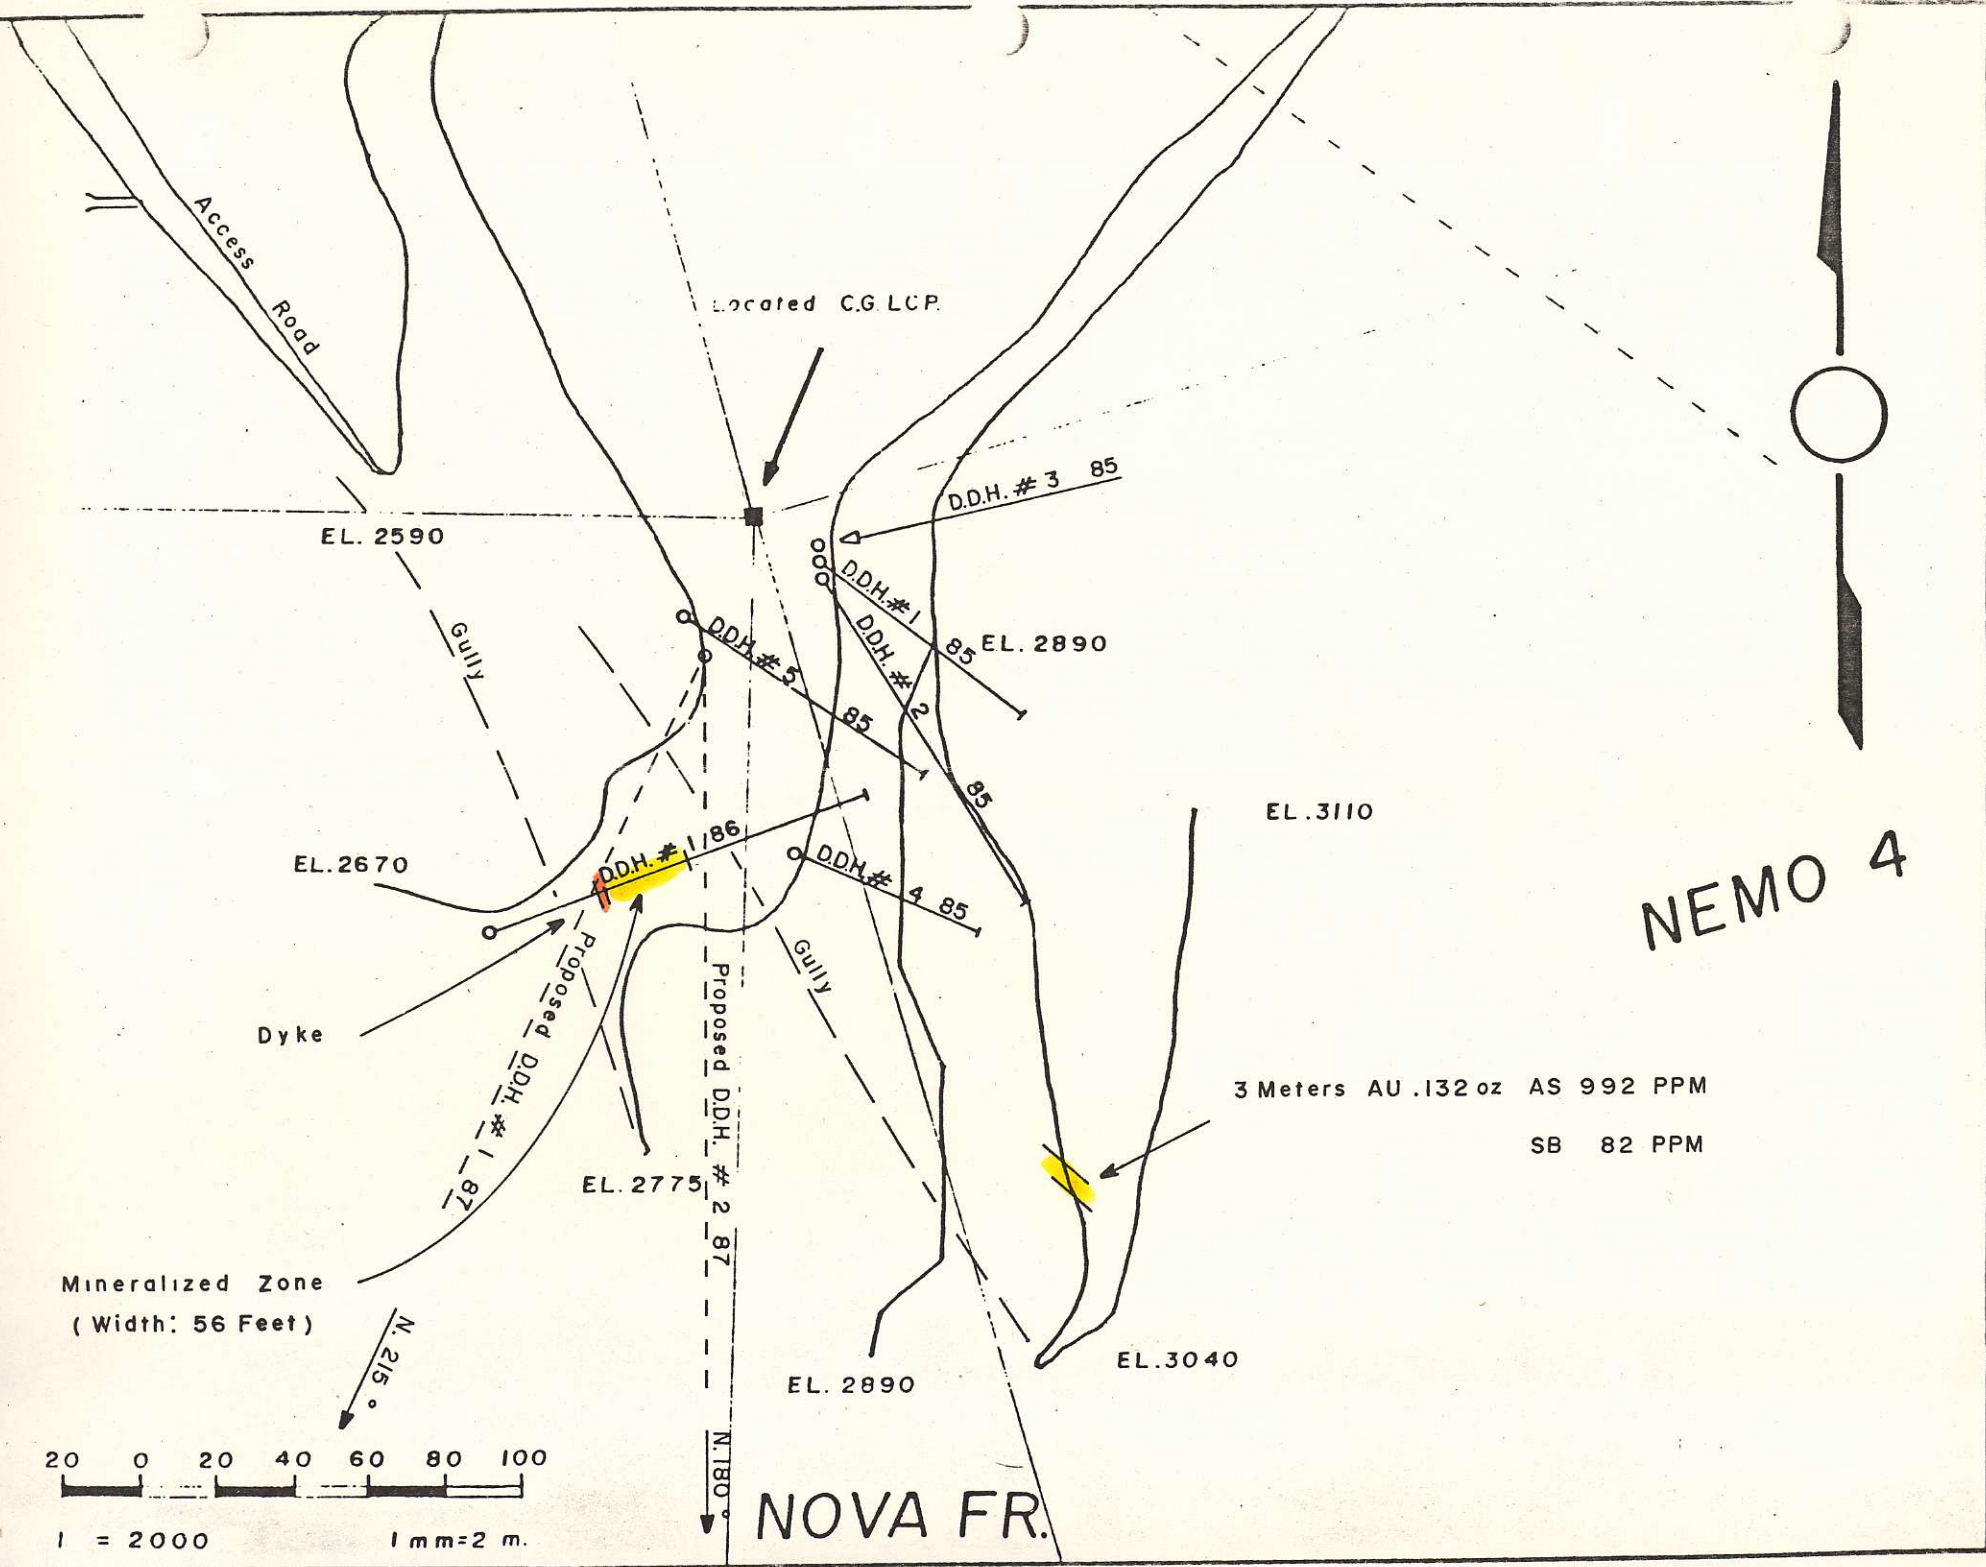 Access Road
Located C.G. LCP.
D.D.H. # 3 85
EL. 2590
D.D.H. # 1 85
EL. 2890
D.D.H. # 2 85
Gully
D.D.H. # 5 85
EL. 3110
NEMO 4
EL. 2670
D.D.H. # 1 86
D.D.H. # 4 85
Gully
Dyke
Proposed D.D.H. # 1 87
Proposed D.D.H. # 2 87
3 Meters AU .132 oz AS 992 PPM
SB 82 PPM
EL. 2775
Mineralized Zone
(Width: 56 Feet)
N. 215°
EL. 3040
EL. 2890
N. 180°
20 0 20 40 60 80 100
1 = 2000 1 mm=2 m.
NOVA FR.